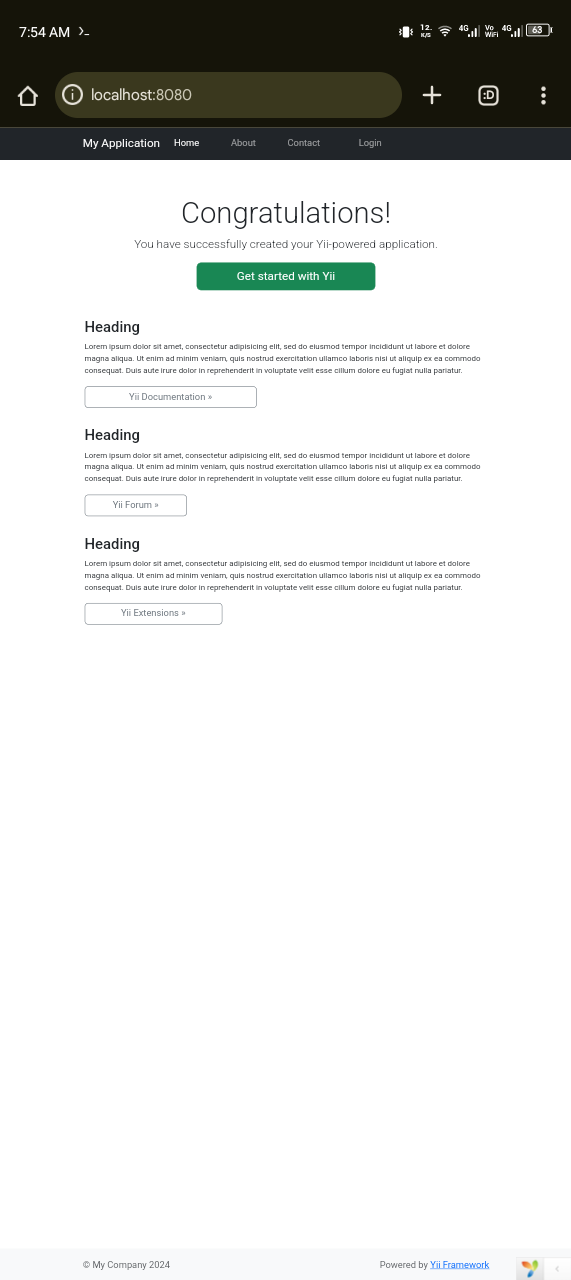 7:54 AM
12.
K/S
4G
Vo
WiFi
4G
63
localhost:8080
:D
My Application Home About Contact Login
Congratulations!
You have successfully created your Yii-powered application.
Get started with Yii
Heading
Lorem ipsum dolor sit amet, consectetur adipisicing elit, sed do eiusmod tempor incididunt ut labore et dolore
magna aliqua. Ut enim ad minim veniam, quis nostrud exercitation ullamco laboris nisi ut aliquip ex ea commodo
consequat. Duis aute irure dolor in reprehenderit in voluptate velit esse cillum dolore eu fugiat nulla pariatur.
Yii Documentation »
Heading
Lorem ipsum dolor sit amet, consectetur adipisicing elit, sed do eiusmod tempor incididunt ut labore et dolore
magna aliqua. Ut enim ad minim veniam, quis nostrud exercitation ullamco laboris nisi ut aliquip ex ea commodo
consequat. Duis aute irure dolor in reprehenderit in voluptate velit esse cillum dolore eu fugiat nulla pariatur.
Yii Forum »
Heading
Lorem ipsum dolor sit amet, consectetur adipisicing elit, sed do eiusmod tempor incididunt ut labore et dolore
magna aliqua. Ut enim ad minim veniam, quis nostrud exercitation ullamco laboris nisi ut aliquip ex ea commodo
consequat. Duis aute irure dolor in reprehenderit in voluptate velit esse cillum dolore eu fugiat nulla pariatur.
Yii Extensions »
© My Company 2024 Powered by Yii Framework